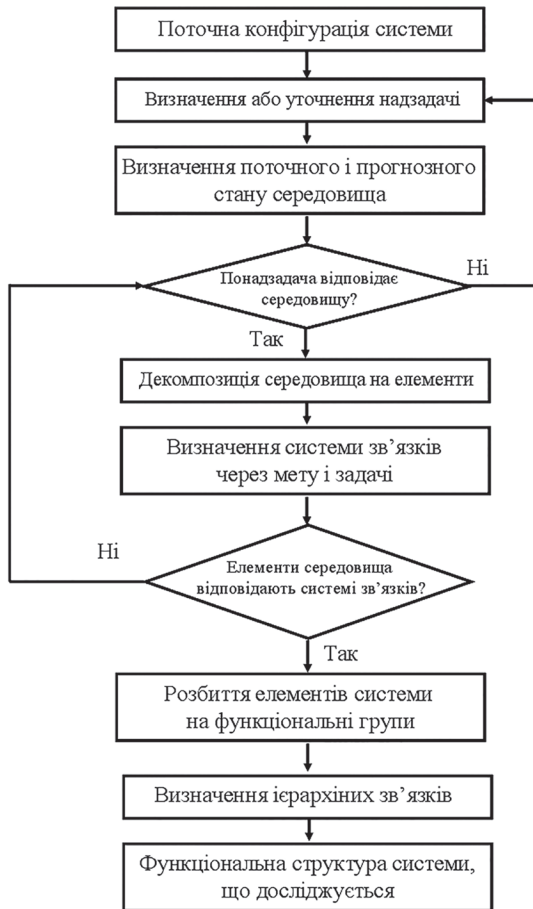 Поточна конфігурація системи
Визначення або уточнення надзадачі
Визначення поточного і прогнозного
стану середовища
Понадзадача відповідає
середовищу?
Ні
Так
Декомпозиція середовища на елементи
Визначення системи зв’язків
через мету і задачі
Ні
Елементи середовища
відповідають системі зв’язків?
Так
Розбиття елементів системи
на функціональні групи
Визначення ієрархіних зв’язків
Функціональна структура системи,
що досліджується